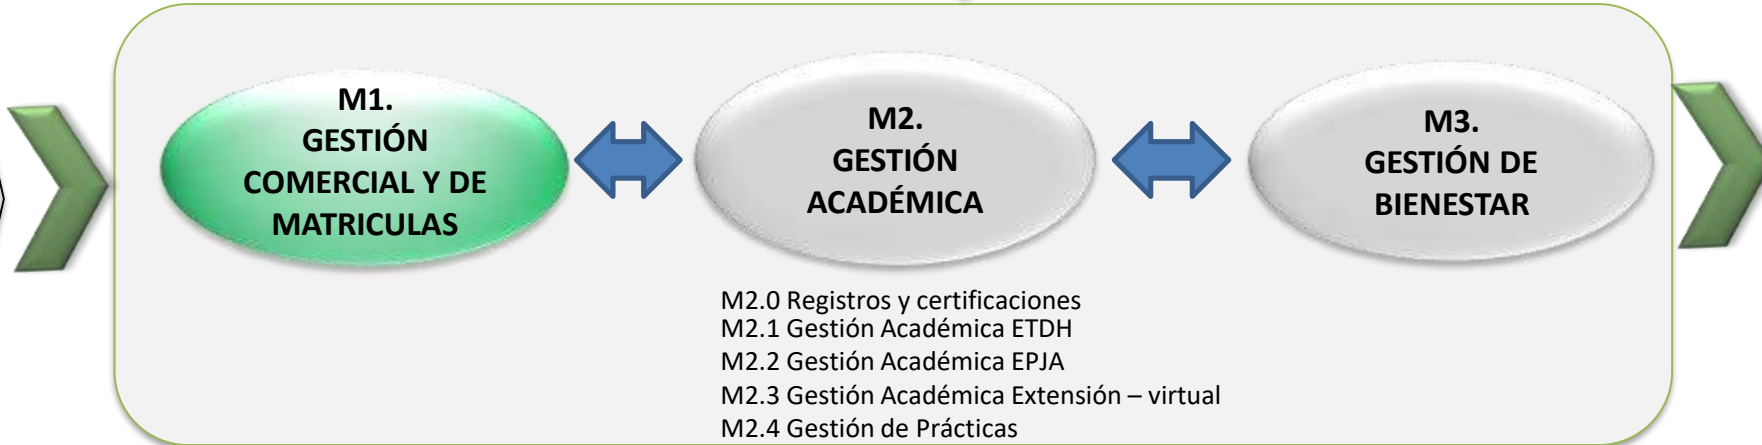 M1.
GESTIÓN
COMERCIAL Y DE
MATRICULAS
M2.
GESTIÓN
ACADÉMICA
M3.
GESTIÓN DE
BIENESTAR
M2.0 Registros y certificaciones
M2.1 Gestión Académica ETDH
M2.2 Gestión Académica EPJA
M2.3 Gestión Académica Extensión – virtual
M2.4 Gestión de Prácticas